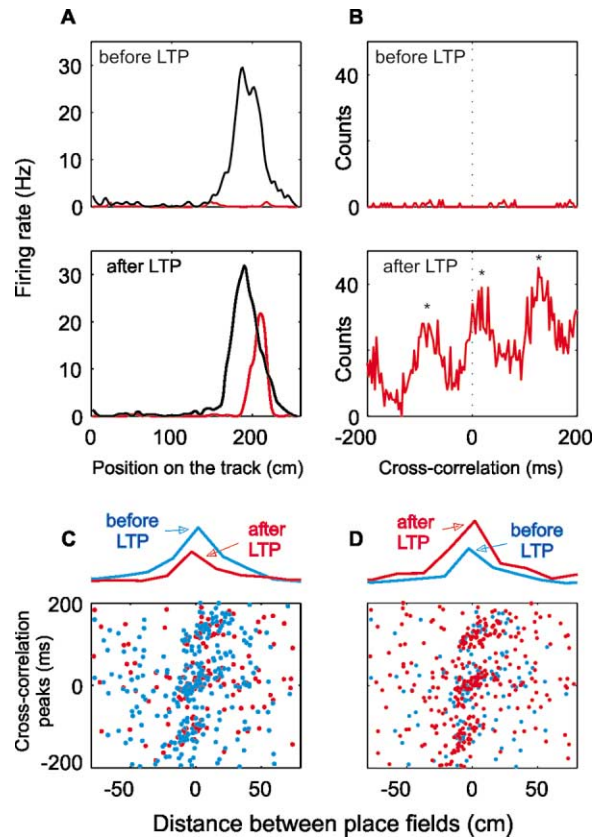 A
B
before LTP
before LTP
30
20
10
0
40
0
Counts
Firing rate (Hz)
after LTP
after LTP
30
20
10
0
40
0
Counts
*
*
*
0
100
200
-200
0
200
Position on the track (cm)
Cross-correlation (ms)
C
before
LTP
after
LTP
D
after
LTP
before
LTP
200
0
-200
Cross-correlation
peaks (ms)
-50
0
50
-50
0
50
Distance between place fields (cm)